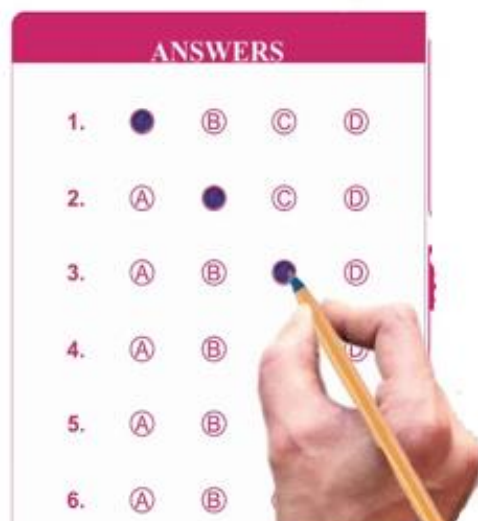 ANSWERS
1. Ⓑ Ⓒ Ⓓ
2. Ⓐ Ⓒ Ⓓ
3. Ⓐ Ⓑ Ⓓ
4. Ⓐ Ⓑ Ⓓ
5. Ⓐ Ⓑ
6. Ⓐ Ⓑ